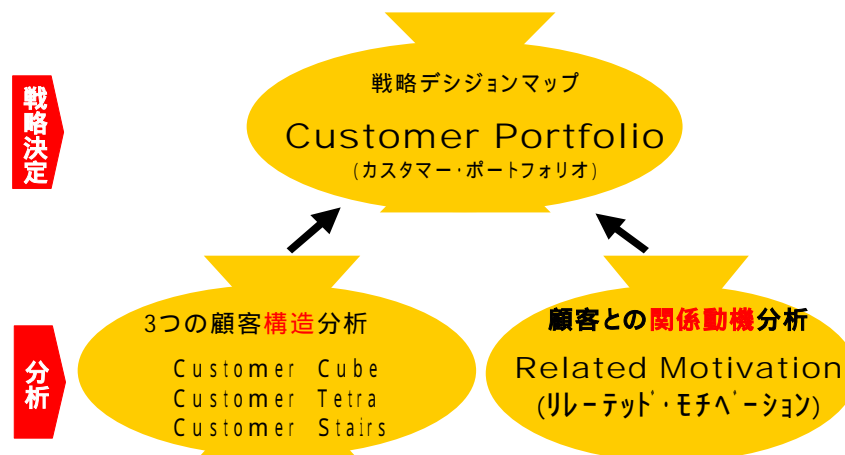 戦略決定
戦略デシジョンマップ
Customer Portfolio
(カスタマー・ポートフォリオ)
分析
3つの顧客構造分析
Customer Cube
Customer Tetra
Customer Stairs
顧客との関係動機分析
Related Motivation
(リレーテッド・モチベーション)